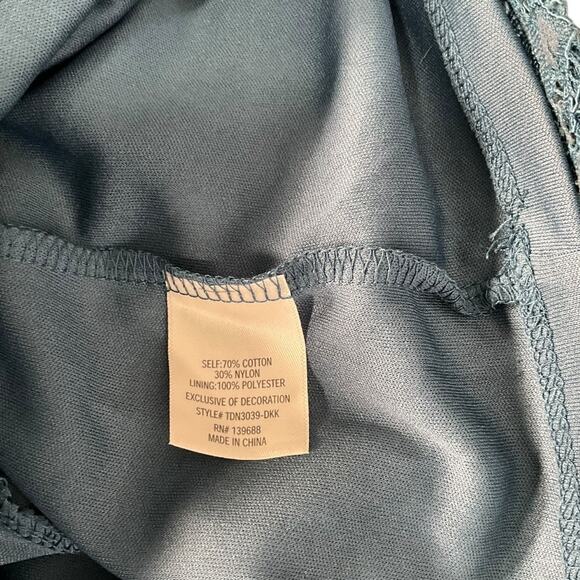 SELF:70% COTTON
30% NYLON
LINING:100% POLYESTER
EXCLUSIVE OF DECORATION
STYLE# TDN3039-DKK
RN# 139688
MADE IN CHINA